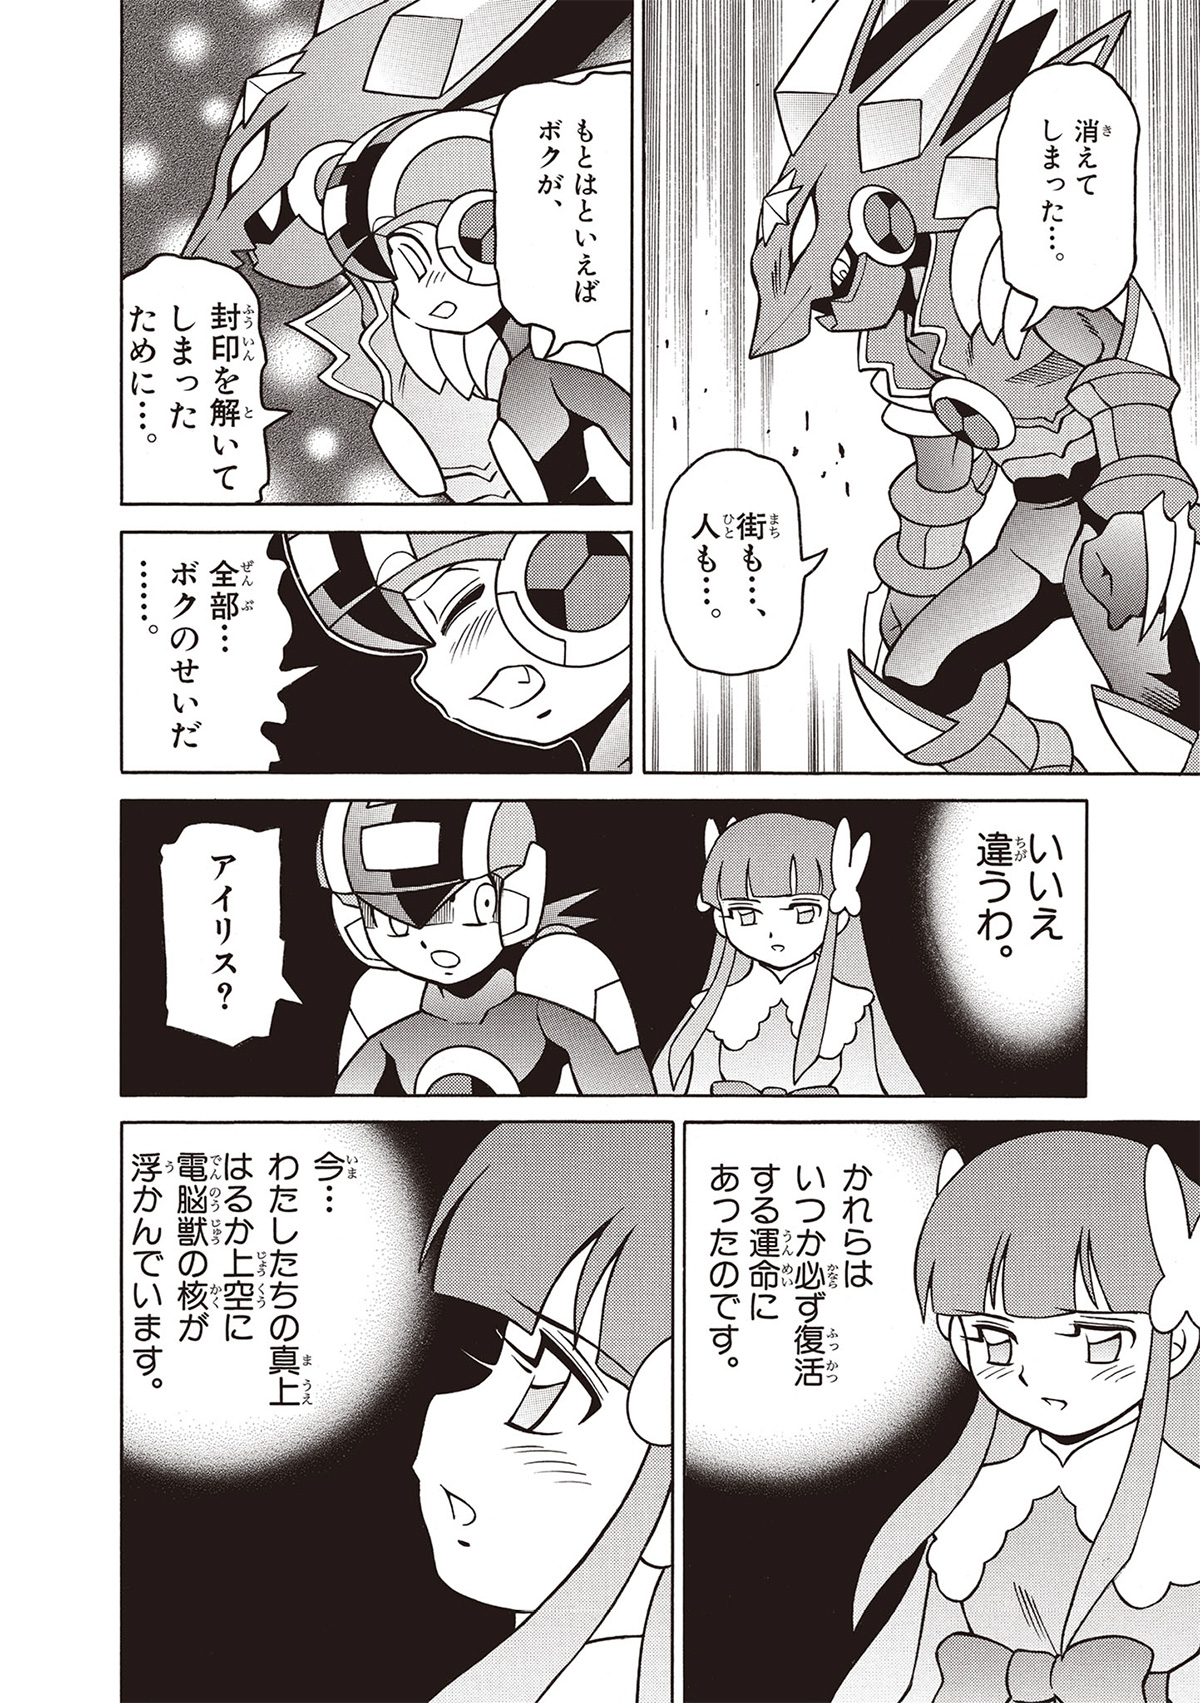 消えて
しまった…。
街も…、
人も…。
もとはといえば
ボクが、
封印を解いて
しまった
ために…。
全部…
ボクのせいだ
……。
いいえ
違うわ。
アイリス？
かれらは
いつか必ず復活
する運命に
あったのです。
今…
わたしたちの真上
はるか上空に
電脳獣の核が
浮かんでいます。